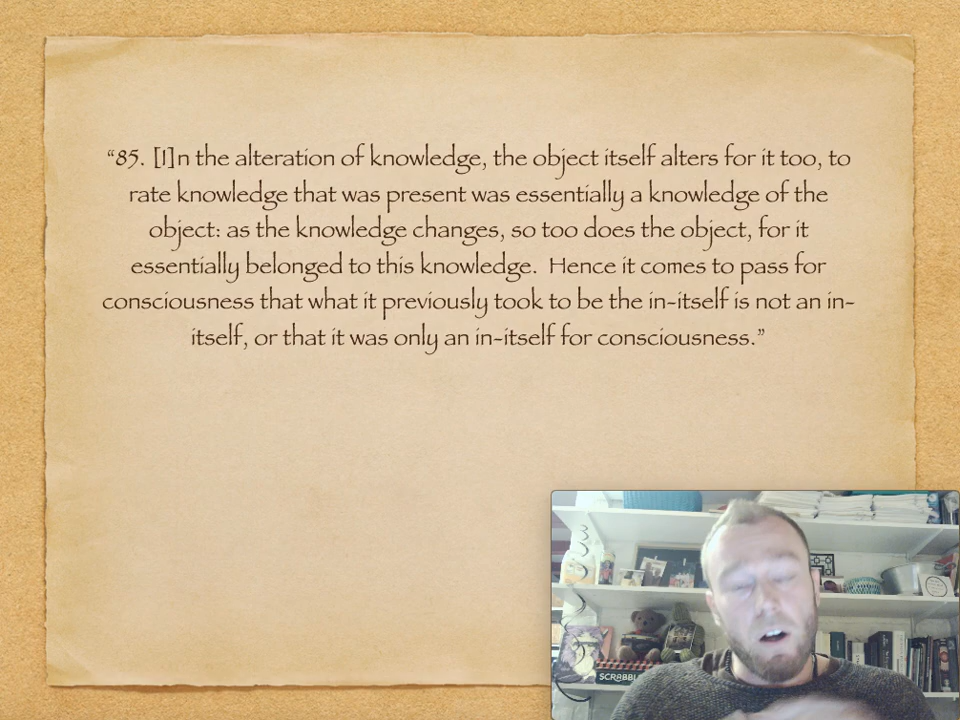 “85. [I]n the alteration of knowledge, the object itself alters for it too, to
rate knowledge that was present was essentially a knowledge of the
object: as the knowledge changes, so too does the object, for it
essentially belonged to this knowledge.  Hence it comes to pass for
consciousness that what it previously took to be the in-itself is not an in-
itself, or that it was only an in-itself for consciousness.”
SCRABBL